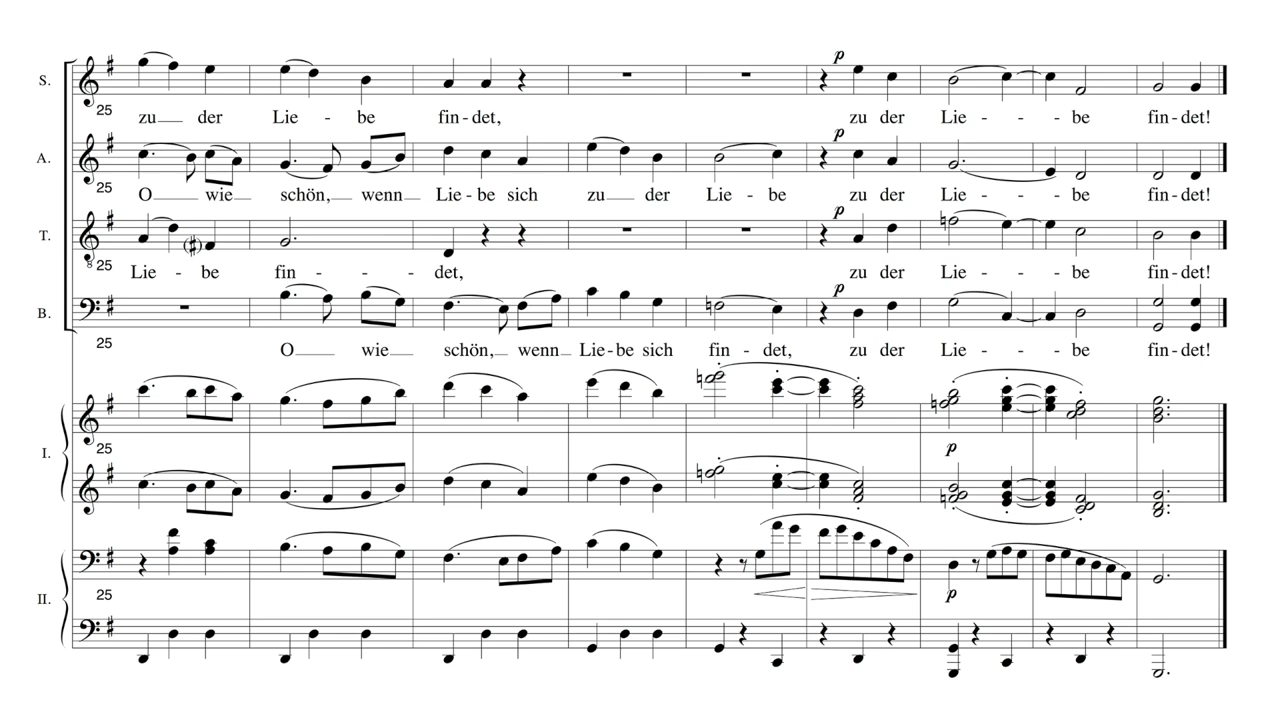 S.
p
25
zu der Lie - be fin - det, zu der Lie - - - be fin - det!
A.
p
25
O wie schön, wenn Lie - be sich zu der Lie - be zu der Lie - - - be fin - det!
T.
p
25
Lie - be fin - - - det, zu der Lie - - - be fin - det!
B.
p
25
O wie schön, wenn Lie - be sich fin - det, zu der Lie - - - be fin - det!
I.
25
p
II.
25
p